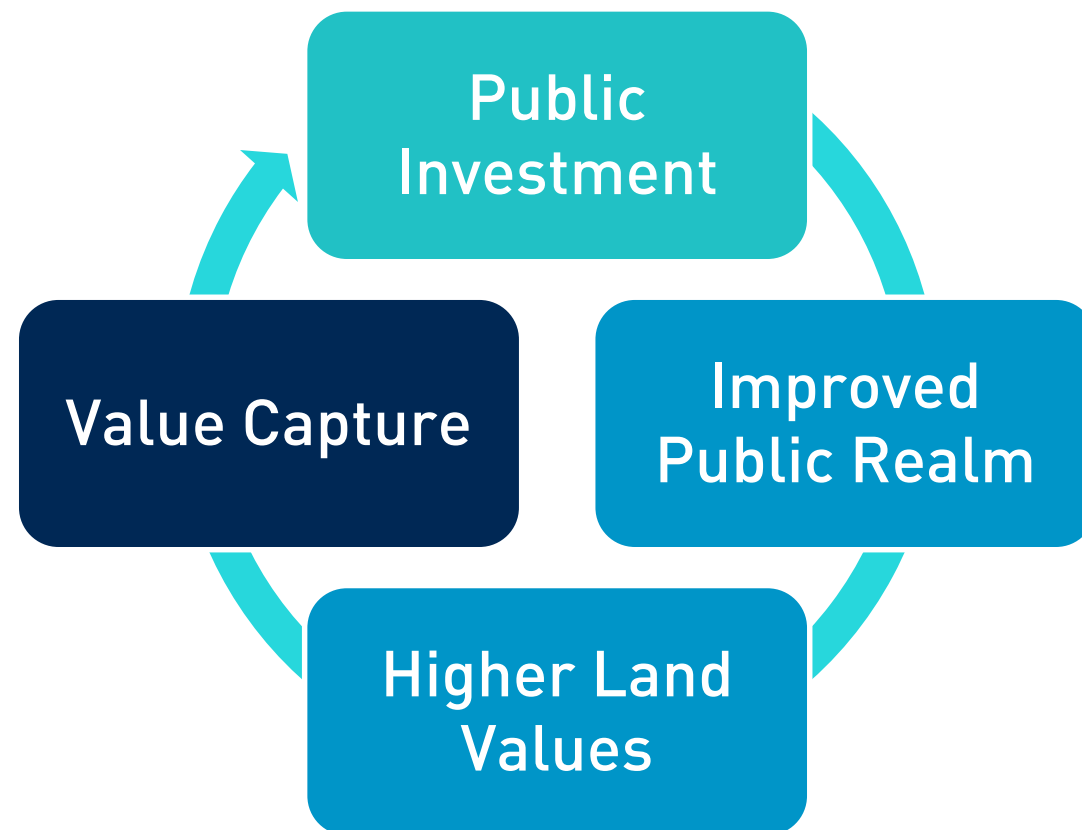 Public
Investment
Improved
Public Realm
Higher Land
Values
Value Capture